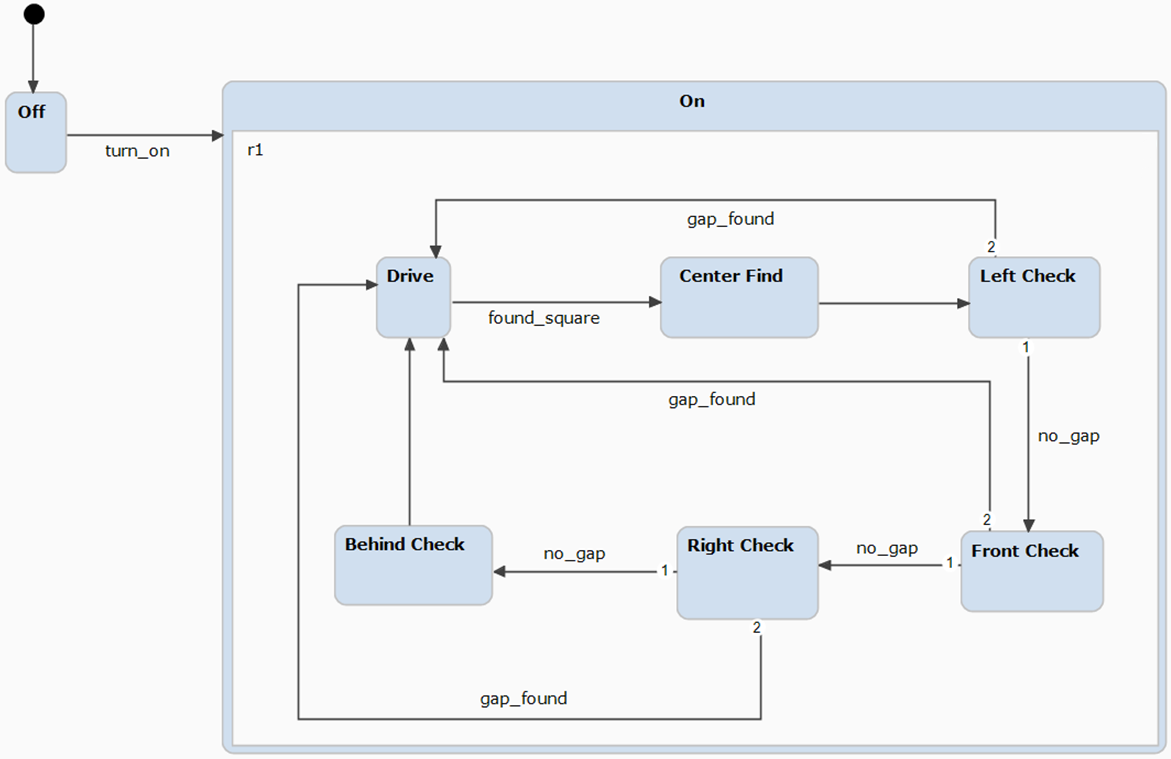 On
Off
turn_on
r1
gap_found
2
Drive
Center Find
Left Check
found_square
1
gap_found
no_gap
2
Behind Check
Right Check
Front Check
no_gap
1
no_gap
1
2
gap_found